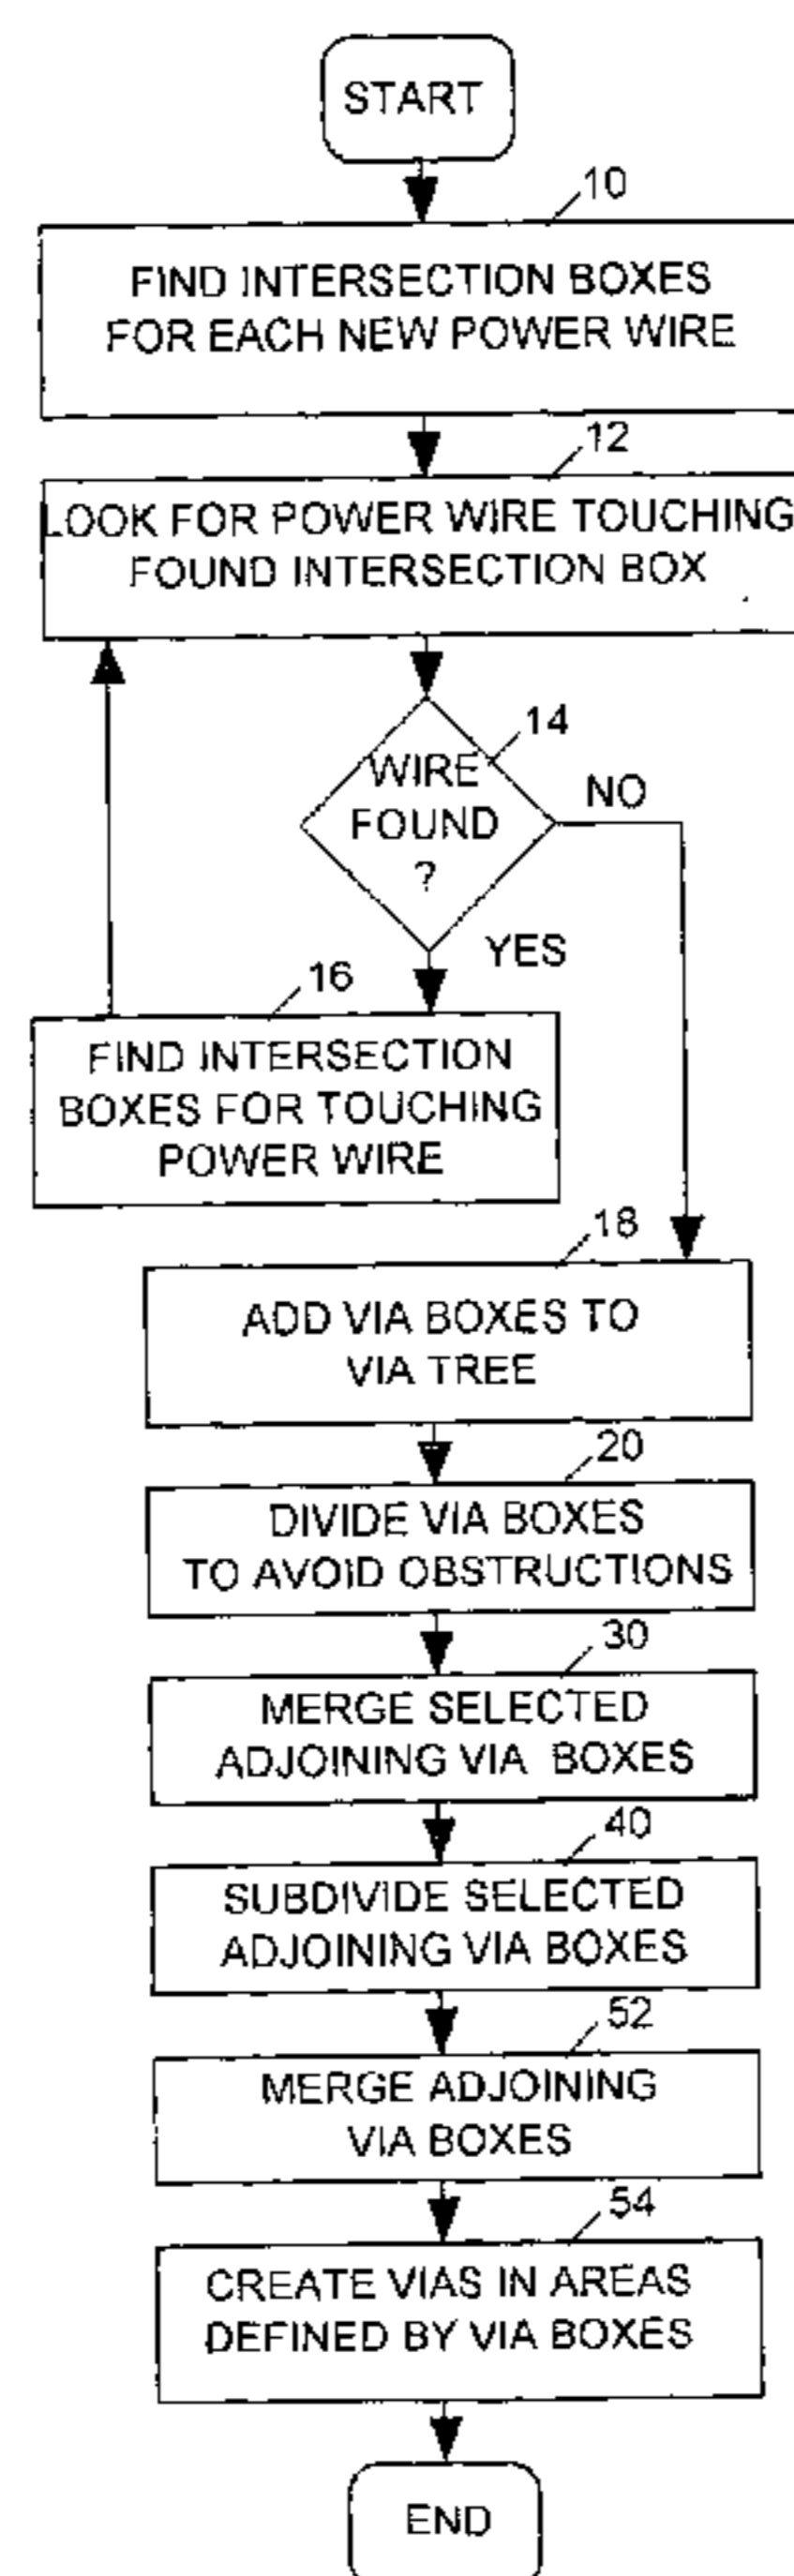 START
10
FIND INTERSECTION BOXES
FOR EACH NEW POWER WIRE
12
LOOK FOR POWER WIRE TOUCHING
FOUND INTERSECTION BOX
14
WIRE
FOUND
?
NO
YES
16
FIND INTERSECTION
BOXES FOR TOUCHING
POWER WIRE
18
ADD VIA BOXES TO
VIA TREE
20
DIVIDE VIA BOXES
TO AVOID OBSTRUCTIONS
30
MERGE SELECTED
ADJOINING VIA BOXES
40
SUBDIVIDE SELECTED
ADJOINING VIA BOXES
52
MERGE ADJOINING
VIA BOXES
54
CREATE VIAS IN AREAS
DEFINED BY VIA BOXES
END